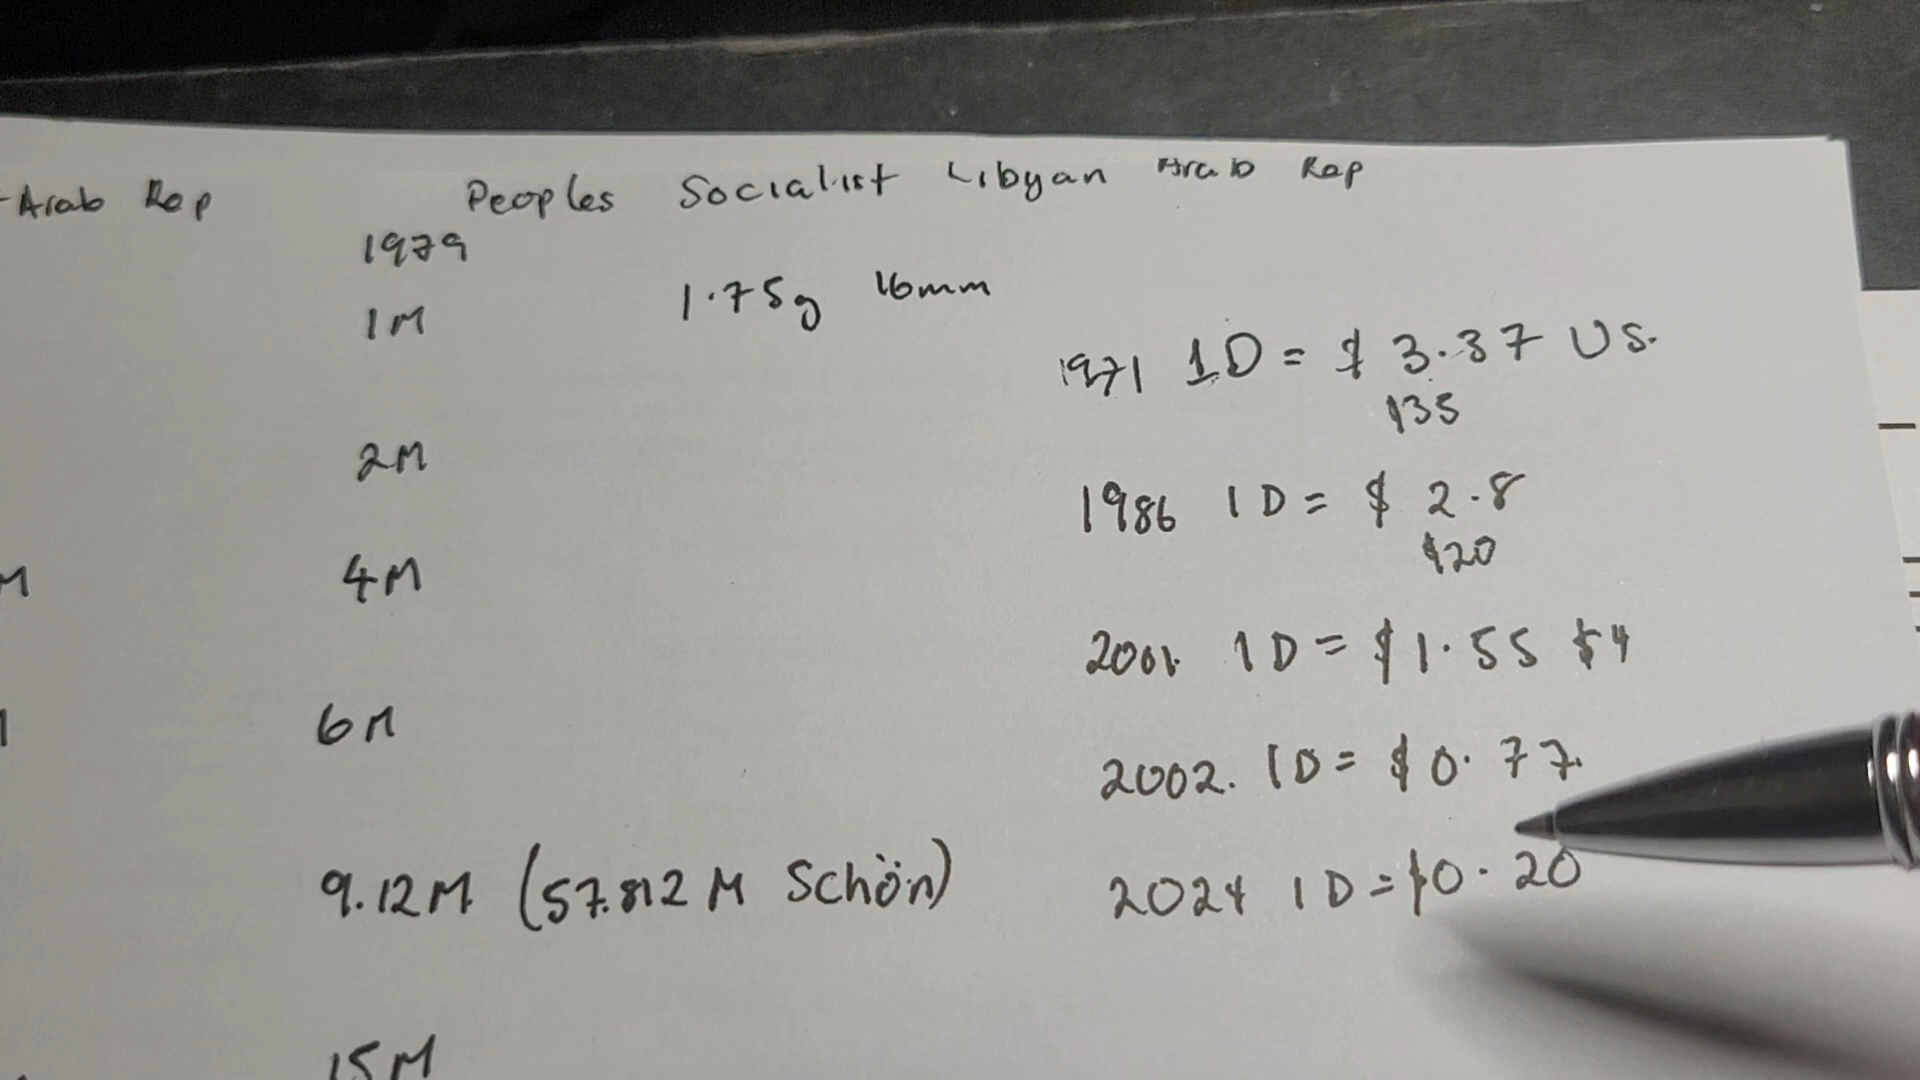 Arab Rep
Peoples Socialist Libyan Arab Rep
1979
1M 1.75g 16mm
2M
M 4M
6M
9.12M (57.812M Schön)
15M
1971 1D = $3.37 US.
$35
1986 1D = $2.8
$20
2001 1D = $1.55 $4
2002. 1D = $0.77.
2024 1D = $0.20